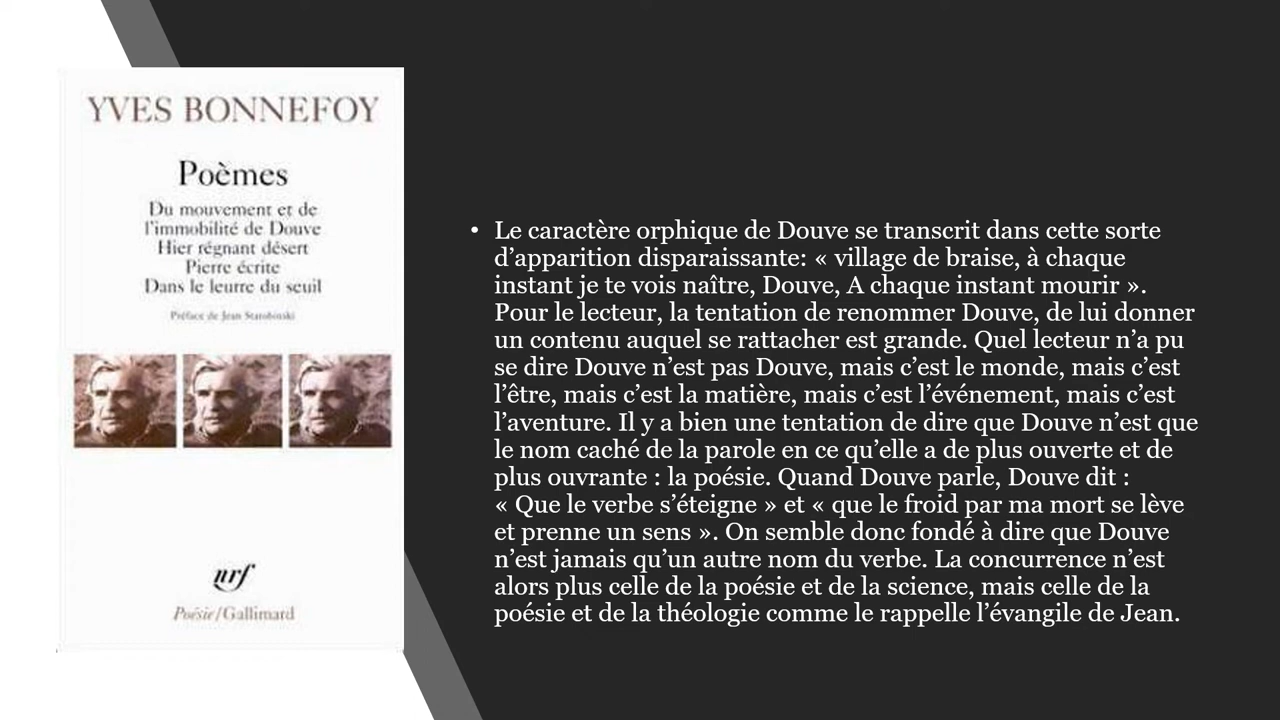 YVES BONNEFOY
Poèmes
Du mouvement et de
l'immobilité de Douve
Hier régnant désert
Pierre écrite
Dans le leurre du seuil
Préface de Jean Starobinski
nrf
Poésie/Gallimard
• Le caractère orphique de Douve se transcrit dans cette sorte
d’apparition disparaissante: « village de braise, à chaque
instant je te vois naître, Douve, A chaque instant mourir ».
Pour le lecteur, la tentation de renommer Douve, de lui donner
un contenu auquel se rattacher est grande. Quel lecteur n’a pu
se dire Douve n’est pas Douve, mais c’est le monde, mais c’est
l’être, mais c’est la matière, mais c’est l’événement, mais c’est
l’aventure. Il y a bien une tentation de dire que Douve n’est que
le nom caché de la parole en ce qu’elle a de plus ouverte et de
plus ouvrante : la poésie. Quand Douve parle, Douve dit :
« Que le verbe s’éteigne » et « que le froid par ma mort se lève
et prenne un sens ». On semble donc fondé à dire que Douve
n’est jamais qu’un autre nom du verbe. La concurrence n’est
alors plus celle de la poésie et de la science, mais celle de la
poésie et de la théologie comme le rappelle l’évangile de Jean.